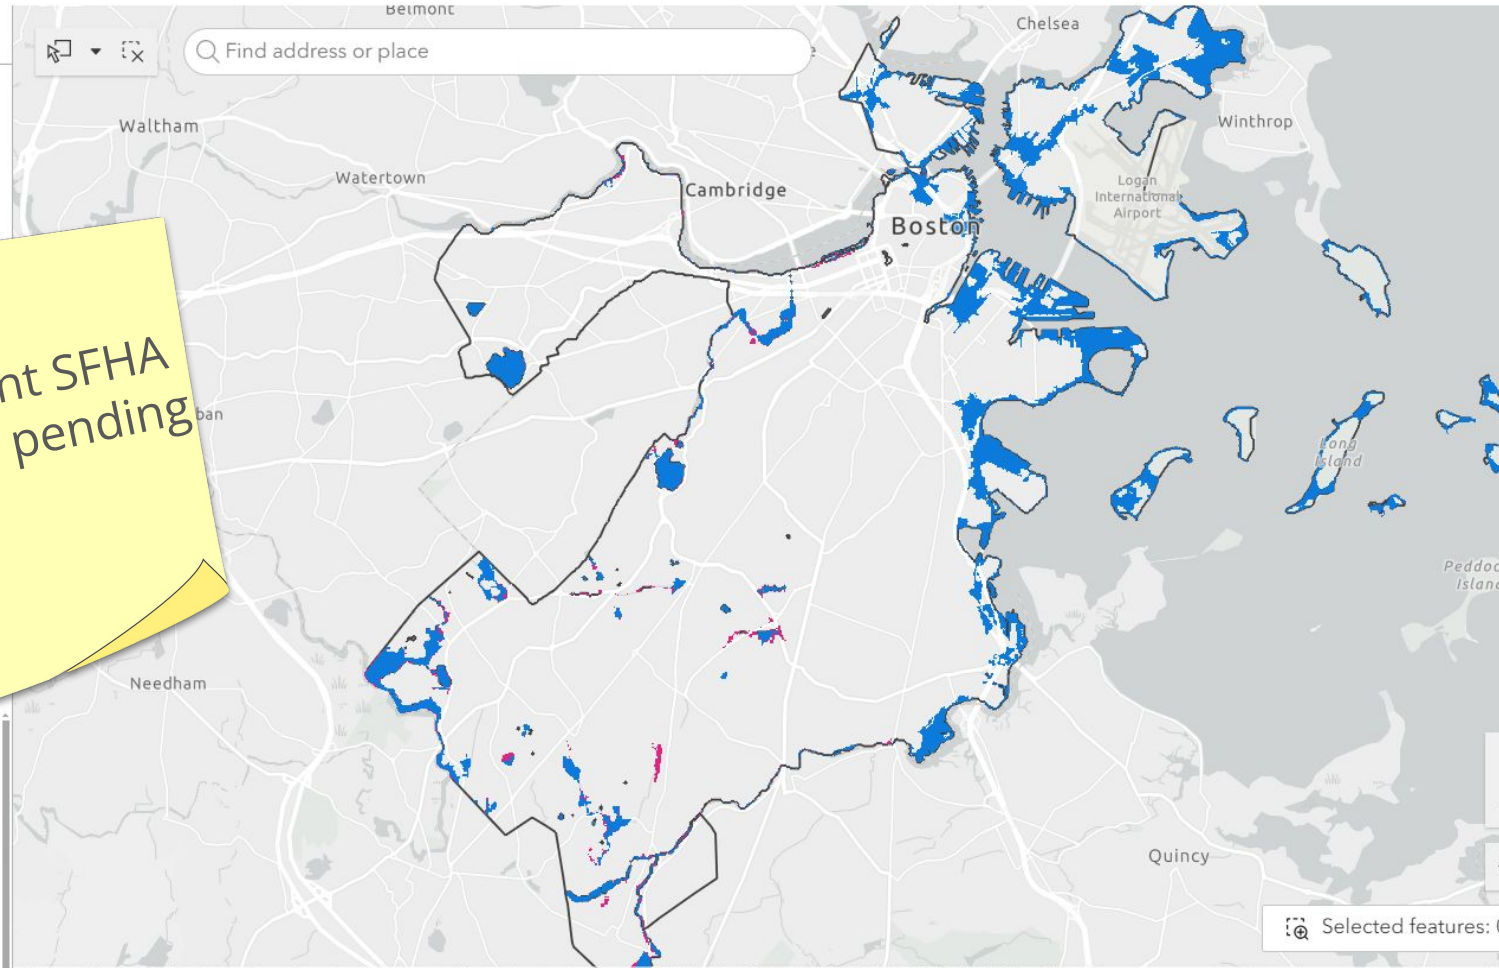 Belmont
Chelsea
Find address or place
Waltham
Winthrop
Watertown
Cambridge
Logan
International
Airport
Boston
nt SFHA
pending
ban
Long
Island
Peddoc
Island
Needham
Quincy
Selected features: 0